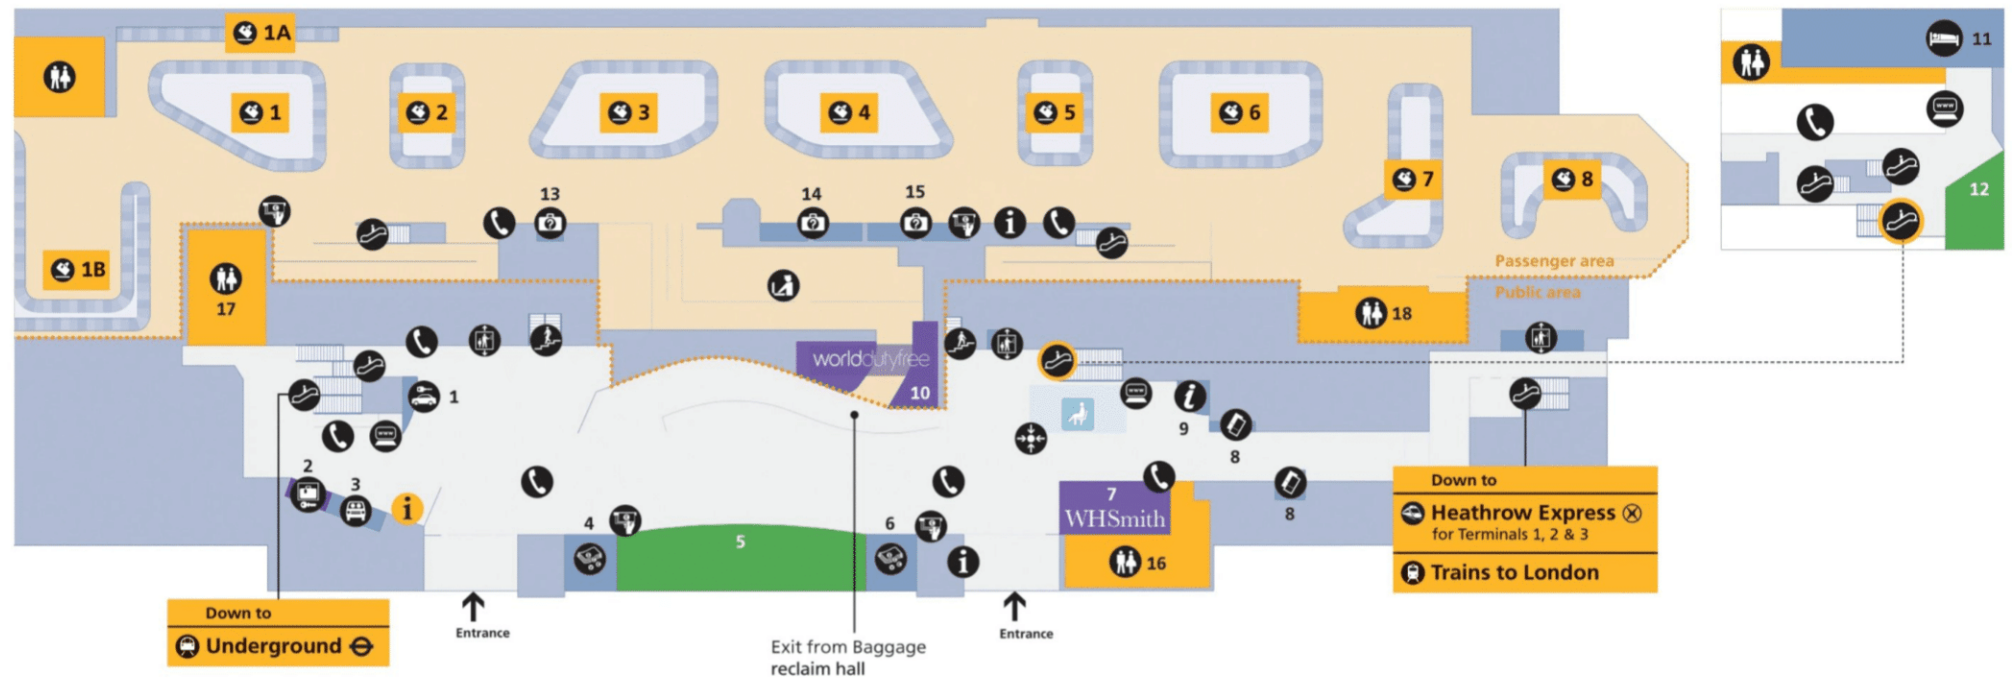 1A
11
1
2
3
4
5
6
7
8
12
13
14
15
1B
17
Passenger area
Public area
18
worlddutyfree
10
1
9
8
2
3
i
4
5
6
7
WHSmith
8
16
Down to
Heathrow Express
for Terminals 1, 2 & 3
Trains to London
Down to
Underground
Entrance
Exit from Baggage
reclaim hall
Entrance
www
www
www
i
i
i